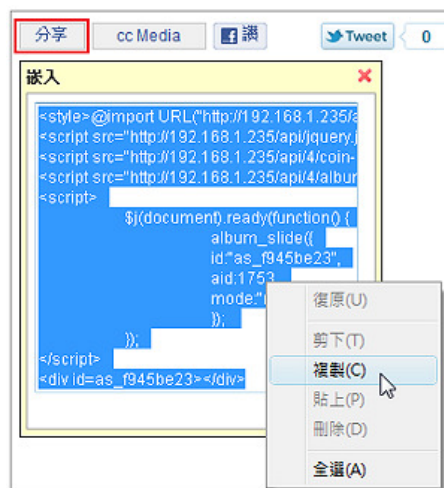 分享 cc Media 讚 Tweet 0
嵌入
<style>@import URL("http://192.168.1.235/a
<script src="http://192.168.1.235/api/jquery.j
<script src="http://192.168.1.235/api/4/coin-
<script src="http://192.168.1.235/api/4/albur
<script>
$j(document).ready(function() {
album_slide({
id:"as_f945be23",
aid:1753
mode:"
});
});
</script>
<div id=as_f945be23></div>
復原(U)
剪下(T)
複製(C)
貼上(P)
刪除(D)
全選(A)